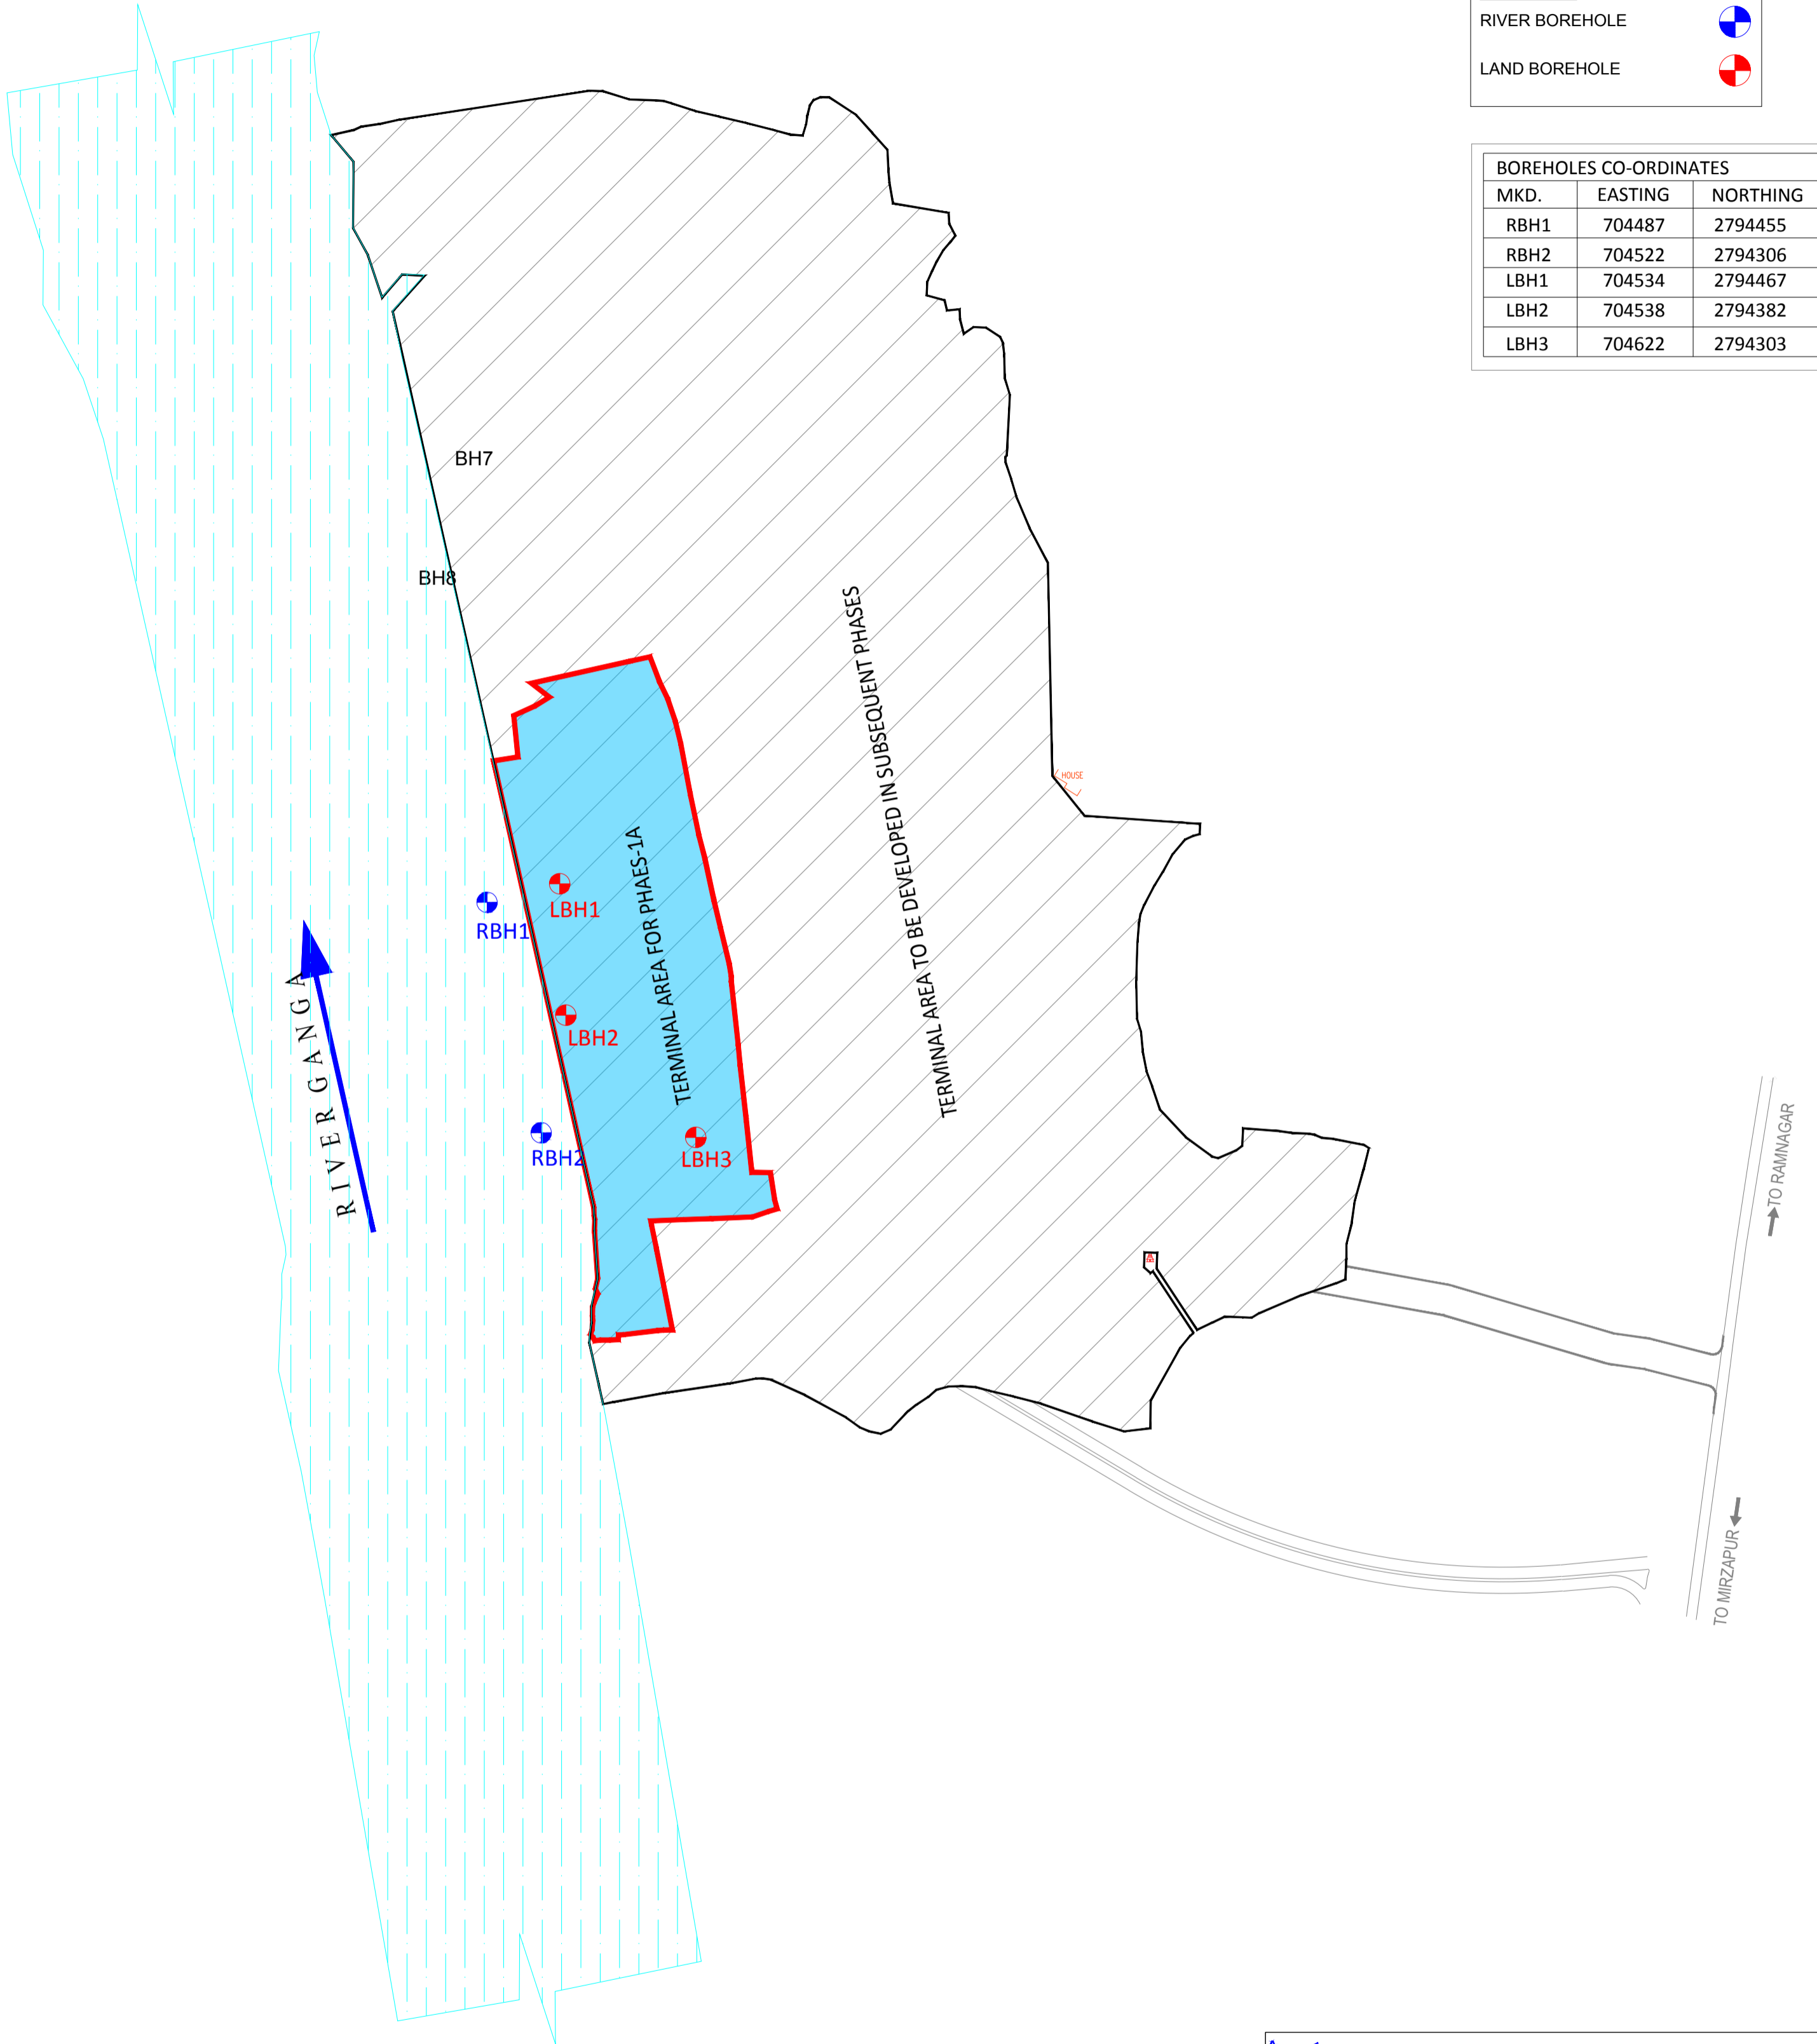 RIVER BOREHOLE
LAND BOREHOLE
BOREHOLES CO-ORDINATES
MKD. EASTING NORTHING
RBH1 704487 2794455
RBH2 704522 2794306
LBH1 704534 2794467
LBH2 704538 2794382
LBH3 704622 2794303
BH7
BH8
TERMINAL AREA TO BE DEVELOPED IN SUBSEQUENT PHASES
HOUSE
TERMINAL AREA FOR PHAES-1A
LBH1
RBH1
RIVER GANGA
LBH2
RBH2
LBH3
TO RAMNAGAR
TO MIRZAPUR